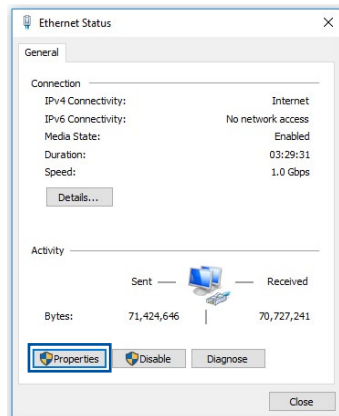 Ethernet Status
General
Connection
IPv4 Connectivity: Internet
IPv6 Connectivity: No network access
Media State: Enabled
Duration: 03:29:31
Speed: 1.0 Gbps
Details...
Activity
Sent Received
Bytes: 71,424,646 70,727,241
Properties Disable Diagnose
Close